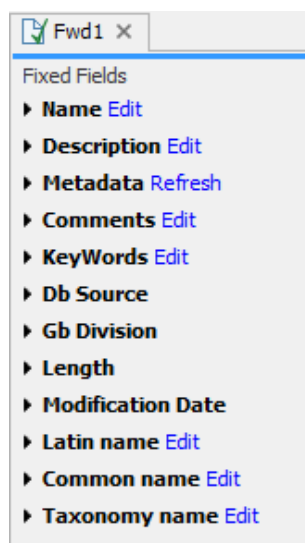 Fwd1
Fixed Fields
Name Edit
Description Edit
Metadata Refresh
Comments Edit
KeyWords Edit
Db Source
Gb Division
Length
Modification Date
Latin name Edit
Common name Edit
Taxonomy name Edit